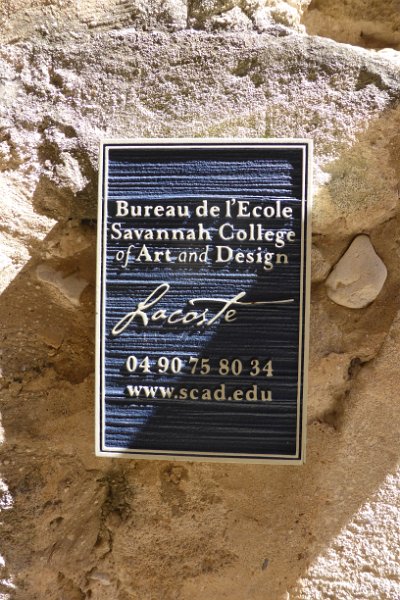 Bureau de l'Ecole
Savannah College
of Art and Design
Lacoste
04 90 75 80 34
www.scad.edu